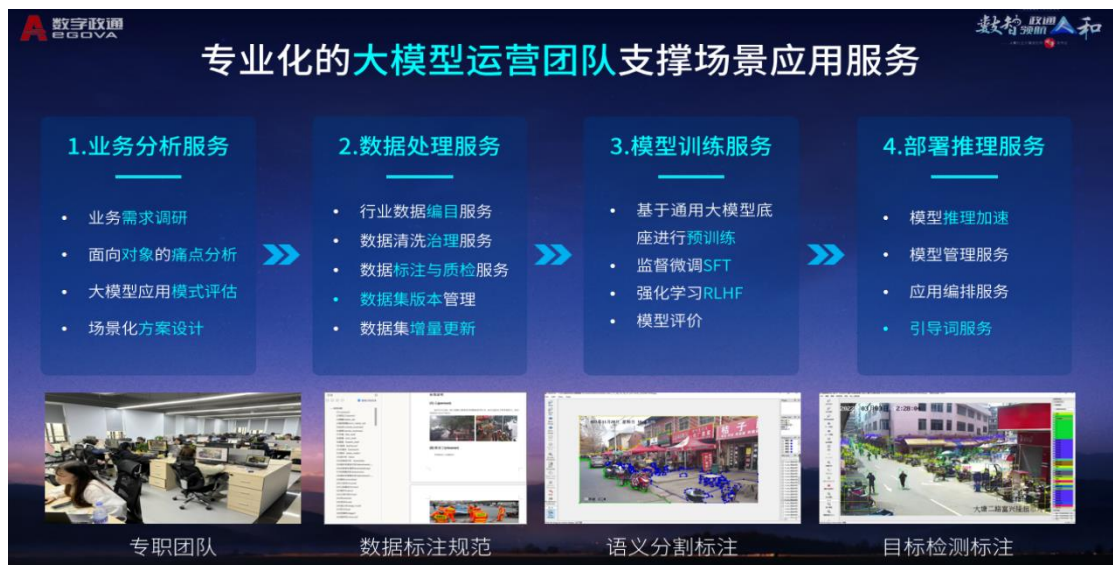 数字政通
eGOVA
数智政通领航人和
专业化的大模型运营团队支撑场景应用服务
1.业务分析服务
• 业务需求调研
• 面向对象的痛点分析
• 大模型应用模式评估
• 场景化方案设计
2.数据处理服务
• 行业数据编目服务
• 数据清洗治理服务
• 数据标注与质检服务
• 数据集版本管理
• 数据集增量更新
3.模型训练服务
• 基于通用大模型底
座进行预训练
• 监督微调SFT
• 强化学习RLHF
• 模型评价
4.部署推理服务
• 模型推理加速
• 模型管理服务
• 应用编排服务
• 引导词服务
大塘二路富兴接街
专职团队
数据标注规范
语义分割标注
目标检测标注